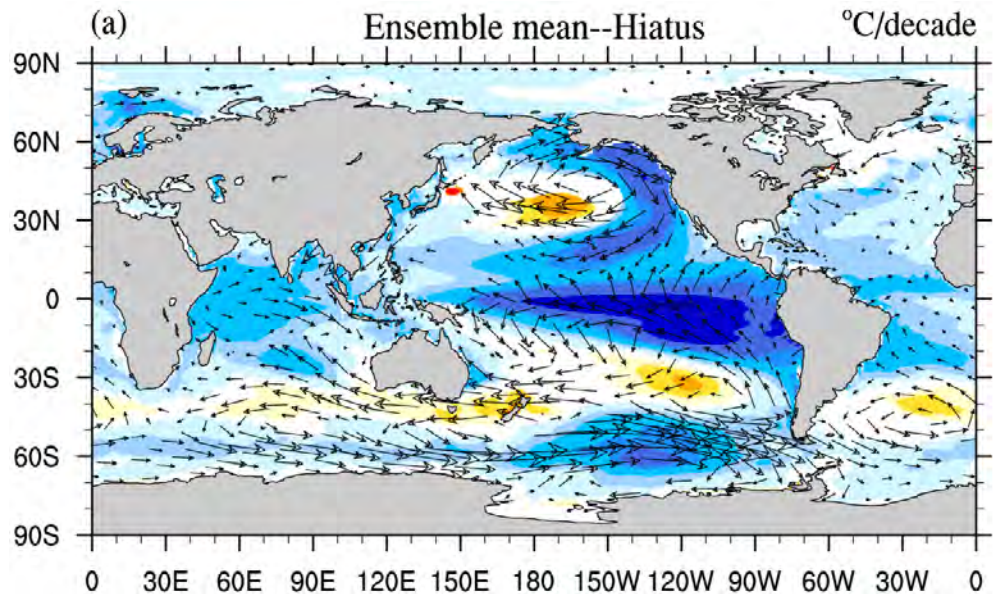 (a) Ensemble mean--Hiatus °C/decade
90N
60N
30N
0
30S
60S
90S
0 30E 60E 90E 120E 150E 180 150W 120W 90W 60W 30W 0